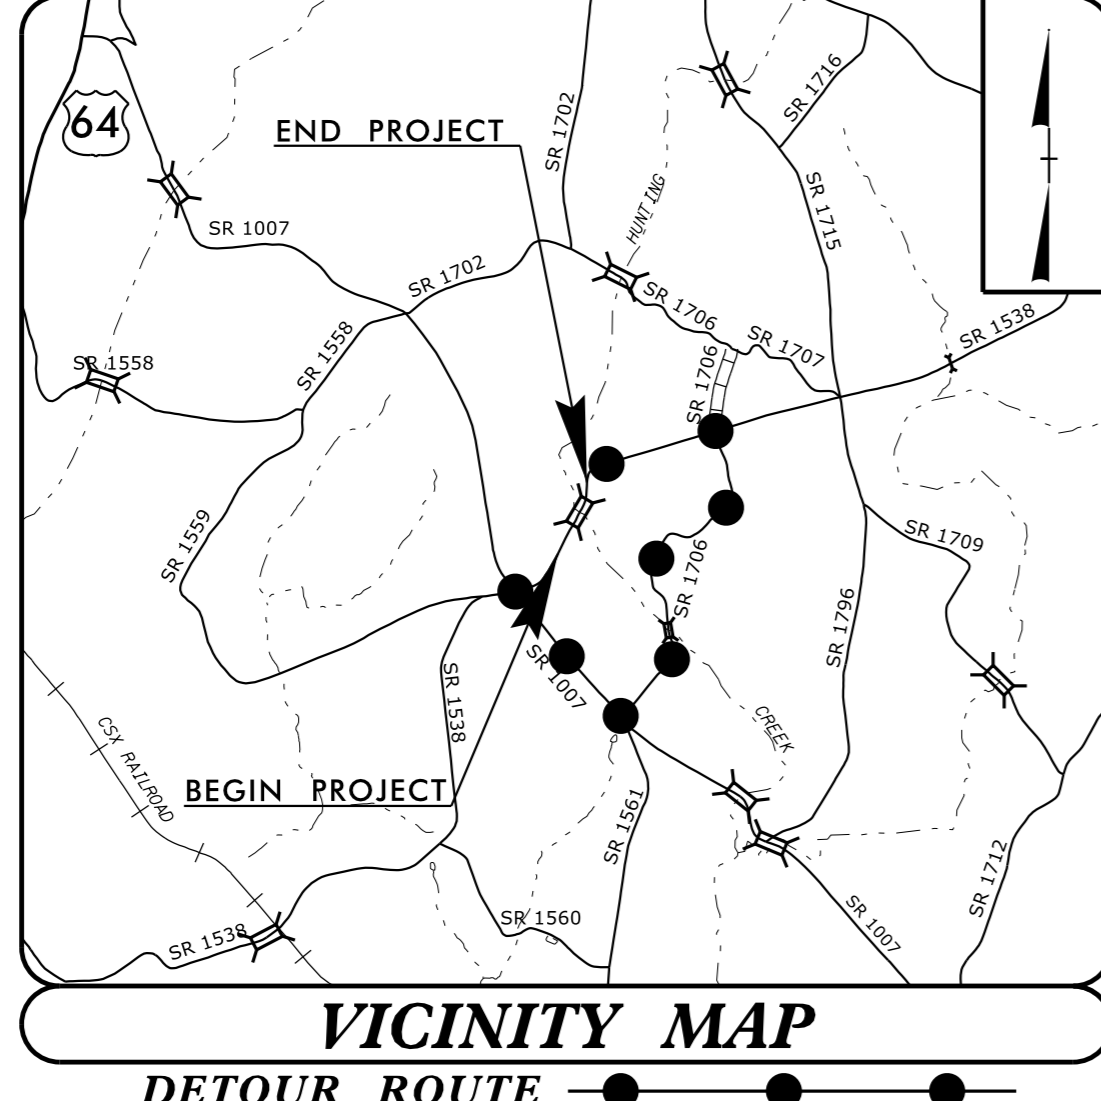 64
END PROJECT
SR 1702
SR 1716
HUNTING
SR 1715
SR 1007
SR 1702
SR 1706
SR 1707
SR 1538
SR 1558
SR 1558
SR 1706
SR 1559
SR 1706
SR 1709
SR 1796
SR 1007
SR 1538
CSX RAILROAD
CREEK
BEGIN PROJECT
SR 1561
SR 1712
SR 1560
SR 1007
SR 1538
VICINITY MAP
DETOUR ROUTE